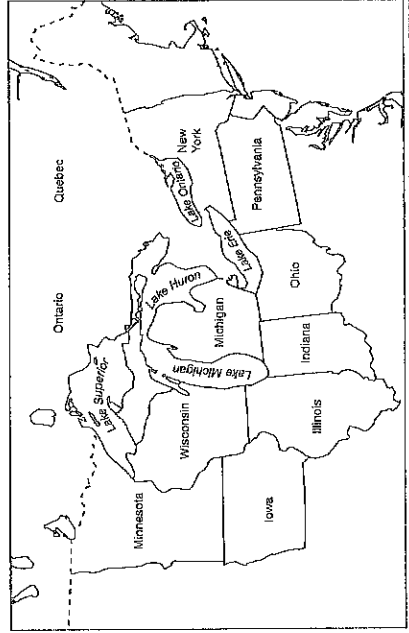 Ontario
Quebec
Lake Superior
Minnesota
Lake Huron
Lake Ontario
New
York
Wisconsin
Lake Michigan
Michigan
Lake Erie
Pennsylvania
Iowa
Illinois
Indiana
Ohio